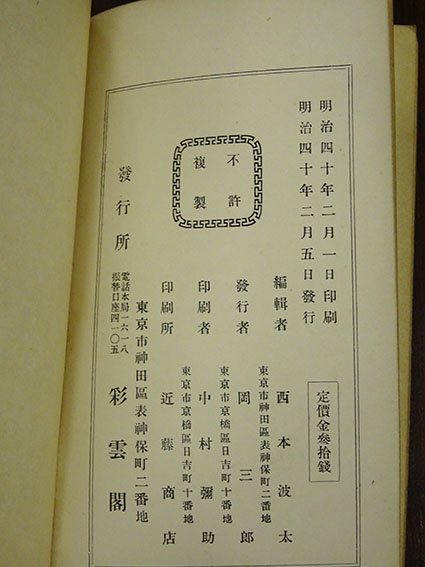 明治四十年二月一日印刷
明治四十年二月五日發行
定價金參拾錢
不許
複製
編輯者
東京市神田區表神保町二番地
西本波太
發行者
東京市京橋區日吉町十番地
岡三郎
印刷者
東京市京橋區日吉町十番地
中村彌助
印刷所
近藤商店
發行所
東京市神田區表神保町二番地
彩雲閣
電話本局一六一八
振替口座四一〇五